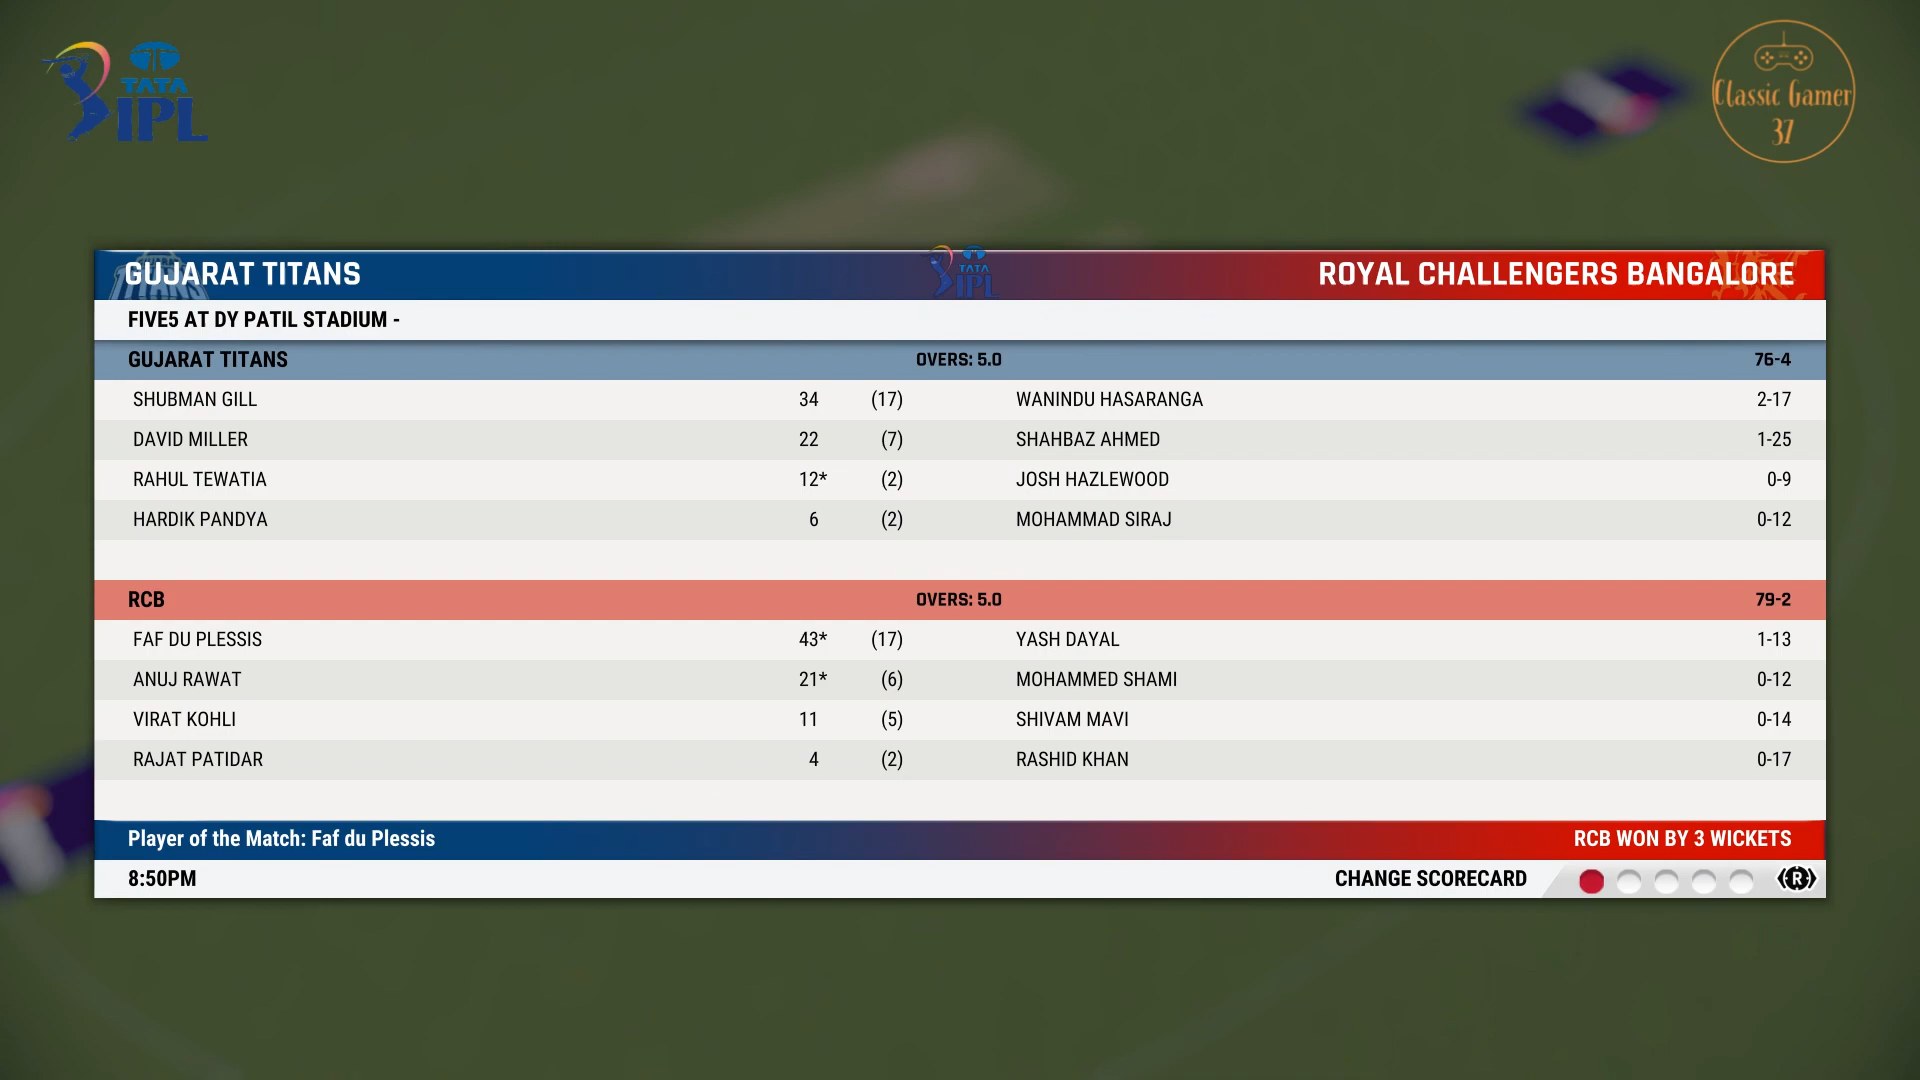 TATA
IPL
Classic Gamer
37
GUJARAT TITANS TATA IPL ROYAL CHALLENGERS BANGALORE
TITANS
FIVE5 AT DY PATIL STADIUM -
GUJARAT TITANS OVERS: 5.0 76-4
SHUBMAN GILL 34 (17) WANINDU HASARANGA 2-17
DAVID MILLER 22 (7) SHAHBAZ AHMED 1-25
RAHUL TEWATIA 12* (2) JOSH HAZLEWOOD 0-9
HARDIK PANDYA 6 (2) MOHAMMAD SIRAJ 0-12
RCB OVERS: 5.0 79-2
FAF DU PLESSIS 43* (17) YASH DAYAL 1-13
ANUJ RAWAT 21* (6) MOHAMMED SHAMI 0-12
VIRAT KOHLI 11 (5) SHIVAM MAVI 0-14
RAJAT PATIDAR 4 (2) RASHID KHAN 0-17
Player of the Match: Faf du Plessis RCB WON BY 3 WICKETS
8:50PM CHANGE SCORECARD R